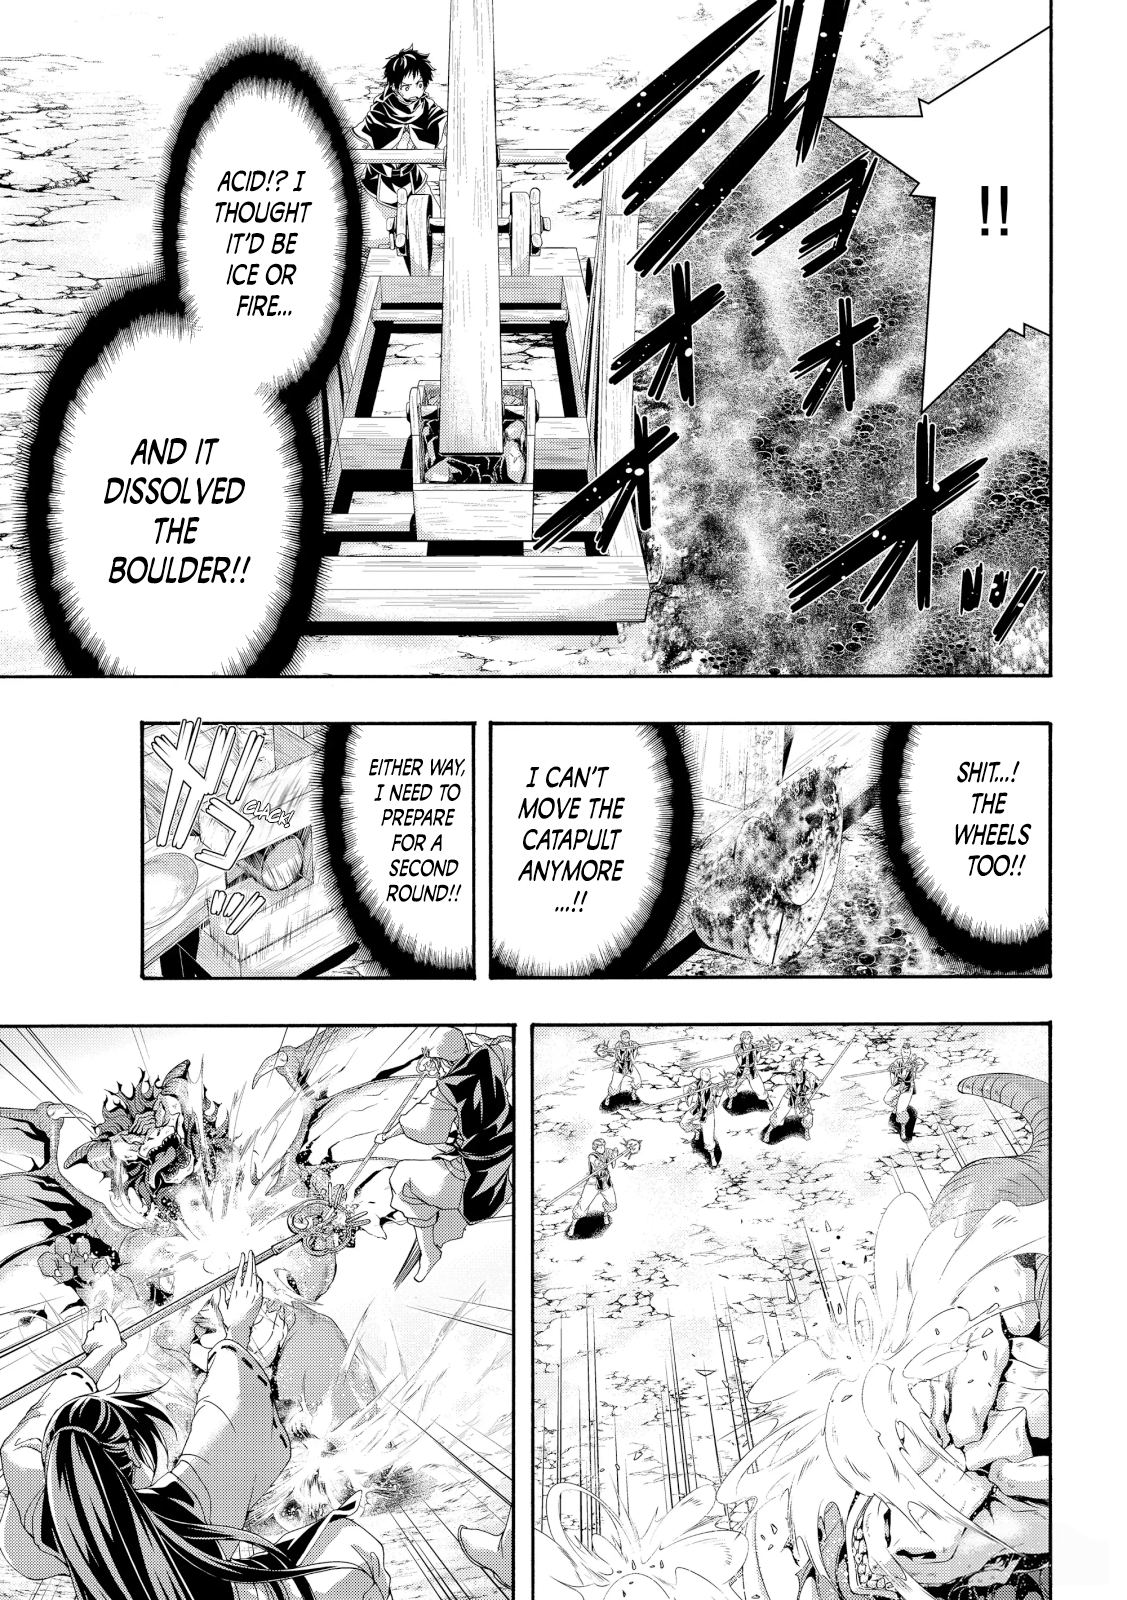 !!
ACID!? I
THOUGHT
IT'D BE
ICE OR
FIRE...
AND IT
DISSOLVED
THE
BOULDER!!
SHIT...!
THE
WHEELS
TOO!!
I CAN'T
MOVE THE
CATAPULT
ANYMORE
...!!
EITHER WAY,
I NEED TO
PREPARE
FOR A
SECOND
ROUND!!
CLACK!